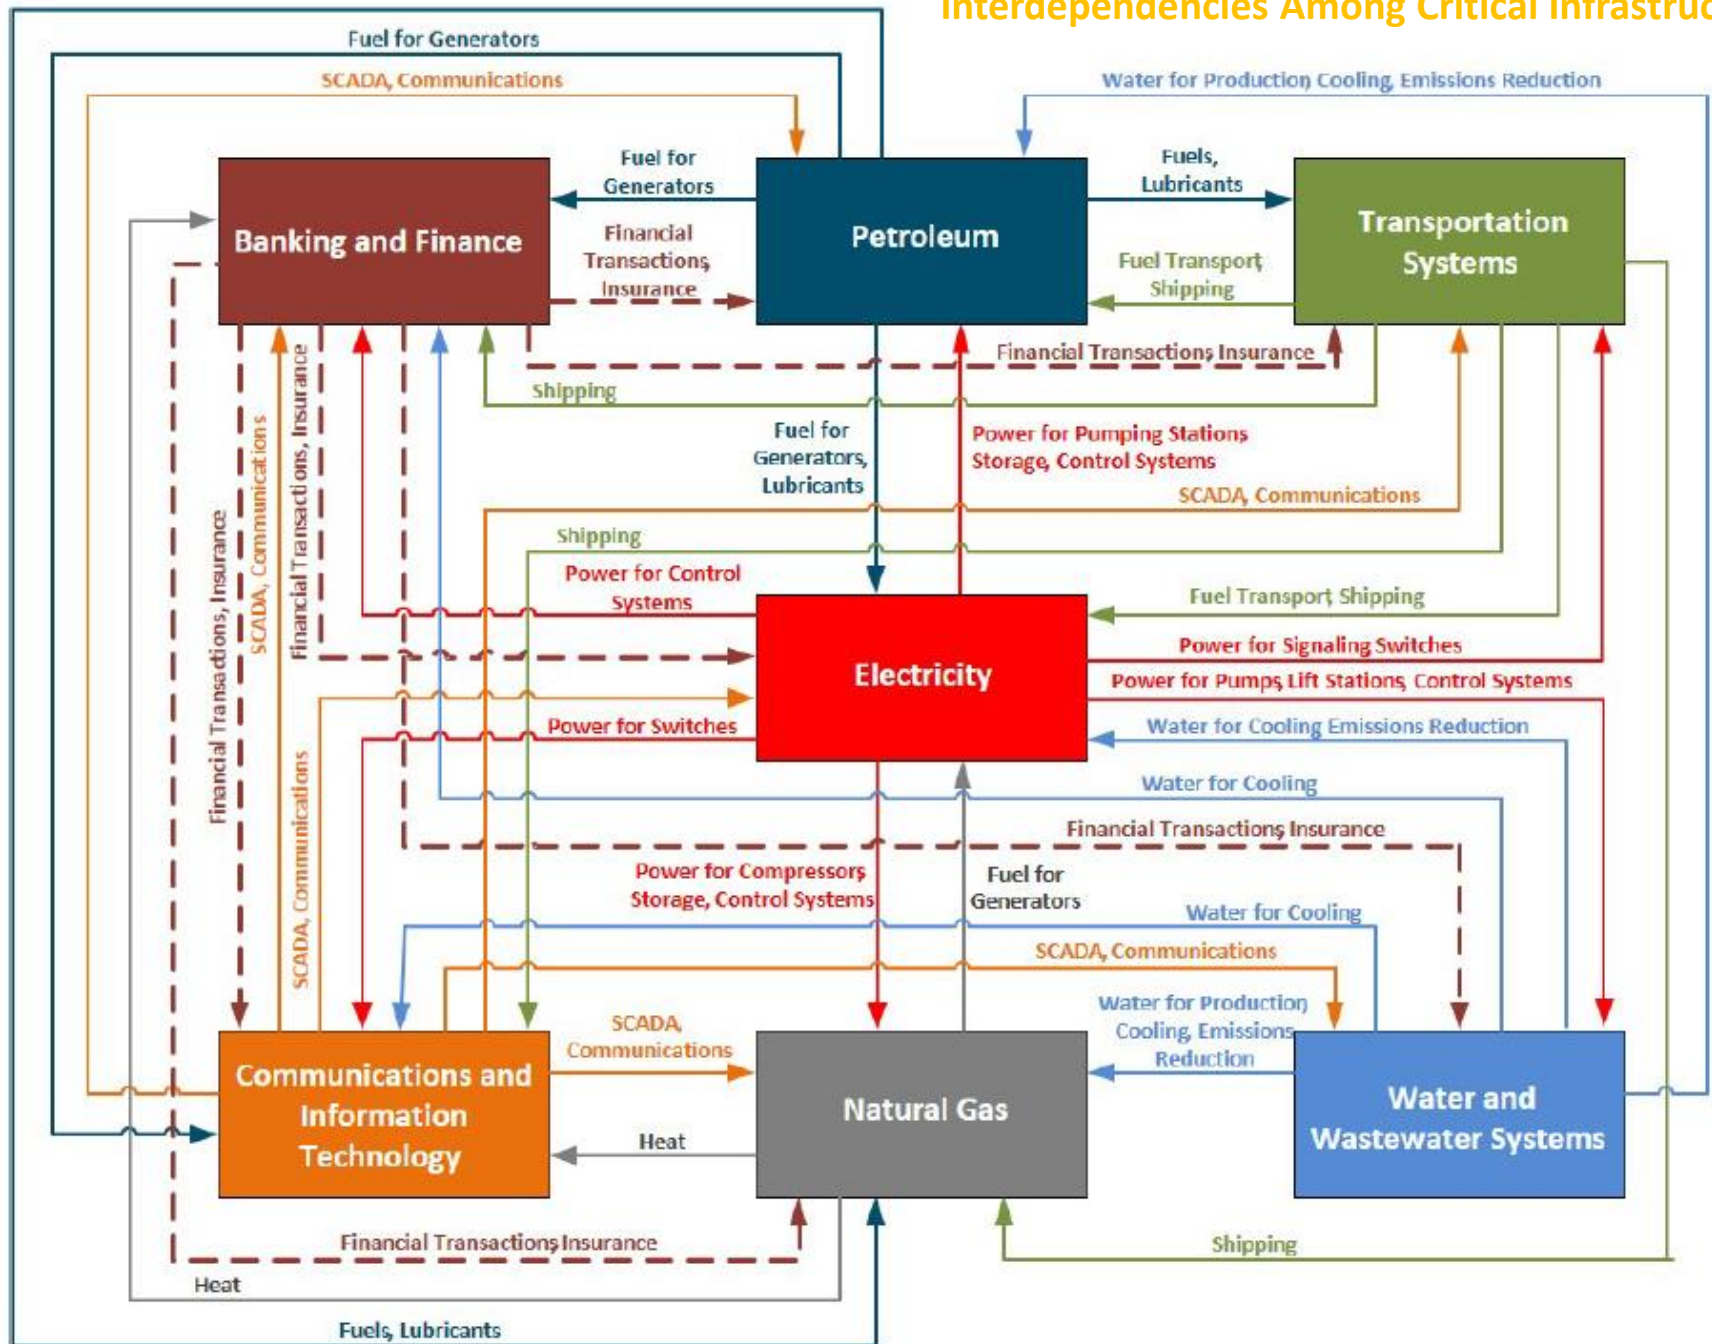 Interdependencies Among Critical Infrastruc
Fuel for Generators
SCADA, Communications
Water for Production, Cooling, Emissions Reduction
Fuel for
Generators
Fuels,
Lubricants
Banking and Finance
Petroleum
Transportation
Systems
Financial
Transactions,
Insurance
Fuel Transport,
Shipping
Financial Transactions, Insurance
Shipping
Fuel for
Generators,
Lubricants
Power for Pumping Stations,
Storage, Control Systems
SCADA, Communications
Shipping
Power for Control
Systems
Fuel Transport, Shipping
Financial Transactions, Insurance
SCADA, Communications
Financial Transactions, Insurance
Power for Signaling Switches
Electricity
Power for Pumps, Lift Stations, Control Systems
Power for Switches
Water for Cooling Emissions Reduction
Water for Cooling
SCADA, Communications
Financial Transactions, Insurance
Power for Compressors,
Storage, Control Systems
Fuel for
Generators
Water for Cooling
SCADA, Communications
SCADA,
Communications
Water for Production,
Cooling, Emissions
Reduction
Communications and
Information
Technology
Natural Gas
Water and
Wastewater Systems
Heat
Financial Transactions, Insurance
Shipping
Heat
Fuels, Lubricants